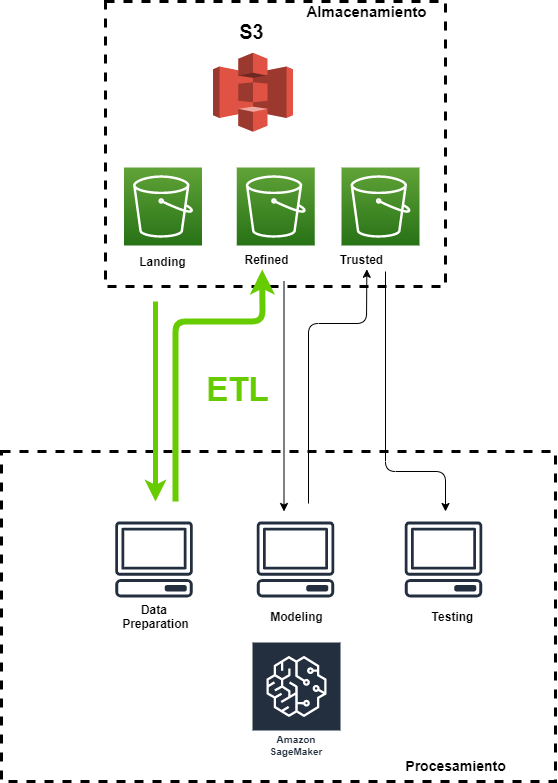 Almacenamiento
S3
Landing
Refined
Trusted
ETL
Data
Preparation
Modeling
Testing
Amazon
SageMaker
Procesamiento